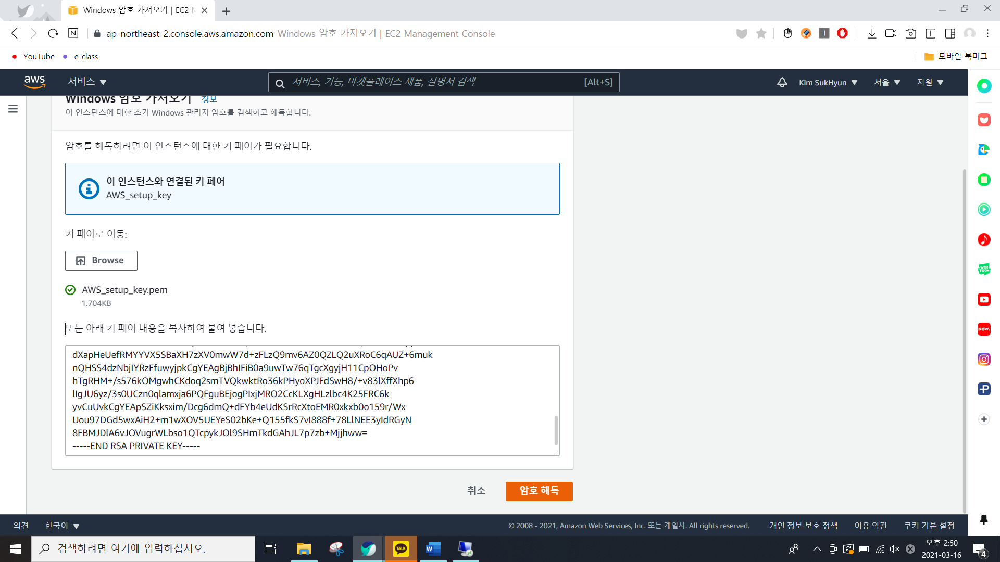 Windows 암호 가져오기 | EC2 M
ap-northeast-2.console.aws.amazon.com Windows 암호 가져오기 | EC2 Management Console
YouTube e-class 모바일 북마크
aws 서비스 서비스, 기능, 마켓플레이스 제품, 설명서 검색 [Alt+S] Kim SukHyun 서울 지원
Windows 암호 가져오기 정보
이 인스턴스에 대한 초기 Windows 관리자 암호를 검색하고 해독합니다.
암호를 해독하려면 이 인스턴스에 대한 키 페어가 필요합니다.
이 인스턴스와 연결된 키 페어
AWS_setup_key
키 페어로 이동:
Browse
AWS_setup_key.pem
1.704KB
또는 아래 키 페어 내용을 복사하여 붙여 넣습니다.
dXapHeUefRMYYVX5SBaXH7zXV0mwW7d+zFLzQ9mv6AZ0QZLQ2uXRoC6qAUZ+6muk
nQHSS4dzNbjIYRzFfuwyjpkCgYEAgBjBhIFiB0a9uwTw76qTgcXgyjH11CpOHoPv
hTgRHM+/s576kOMgwhCKdoq2smTVQkwktRo36kPHyoXPJFdSwH8/+v83lXffXhp6
lIgJU6yz/3s0UCzn0qlamxja6PQFguBEjogPIxjMRO2CcKLXgHLzlbc4K25FRC6k
yvCuUvkCgYEApSZiKksxim/Dcg6dmQ+dFYb4eUdKSrRcXtoEMR0xkxb0o159r/Wx
Uou97DGd5wxAiH2+m1wXOV5UEYeS02bKe+Q155fkS7vI888f+78LlNEE3yIdRGyN
8FBMJDlA6vJOVugrWLbso1QTcpykJOl9SHmTkdGAhJL7p7zb+Mjjhww=
-----END RSA PRIVATE KEY-----
취소 암호 해독
의견 한국어 © 2008 - 2021, Amazon Web Services, Inc. 또는 계열사. All rights reserved. 개인 정보 보호 정책 이용 약관 쿠키 기본 설정
WEB
TOON
NOW.
검색하려면 여기에 입력하십시오.
TALK
오후 2:50
2021-03-16
4